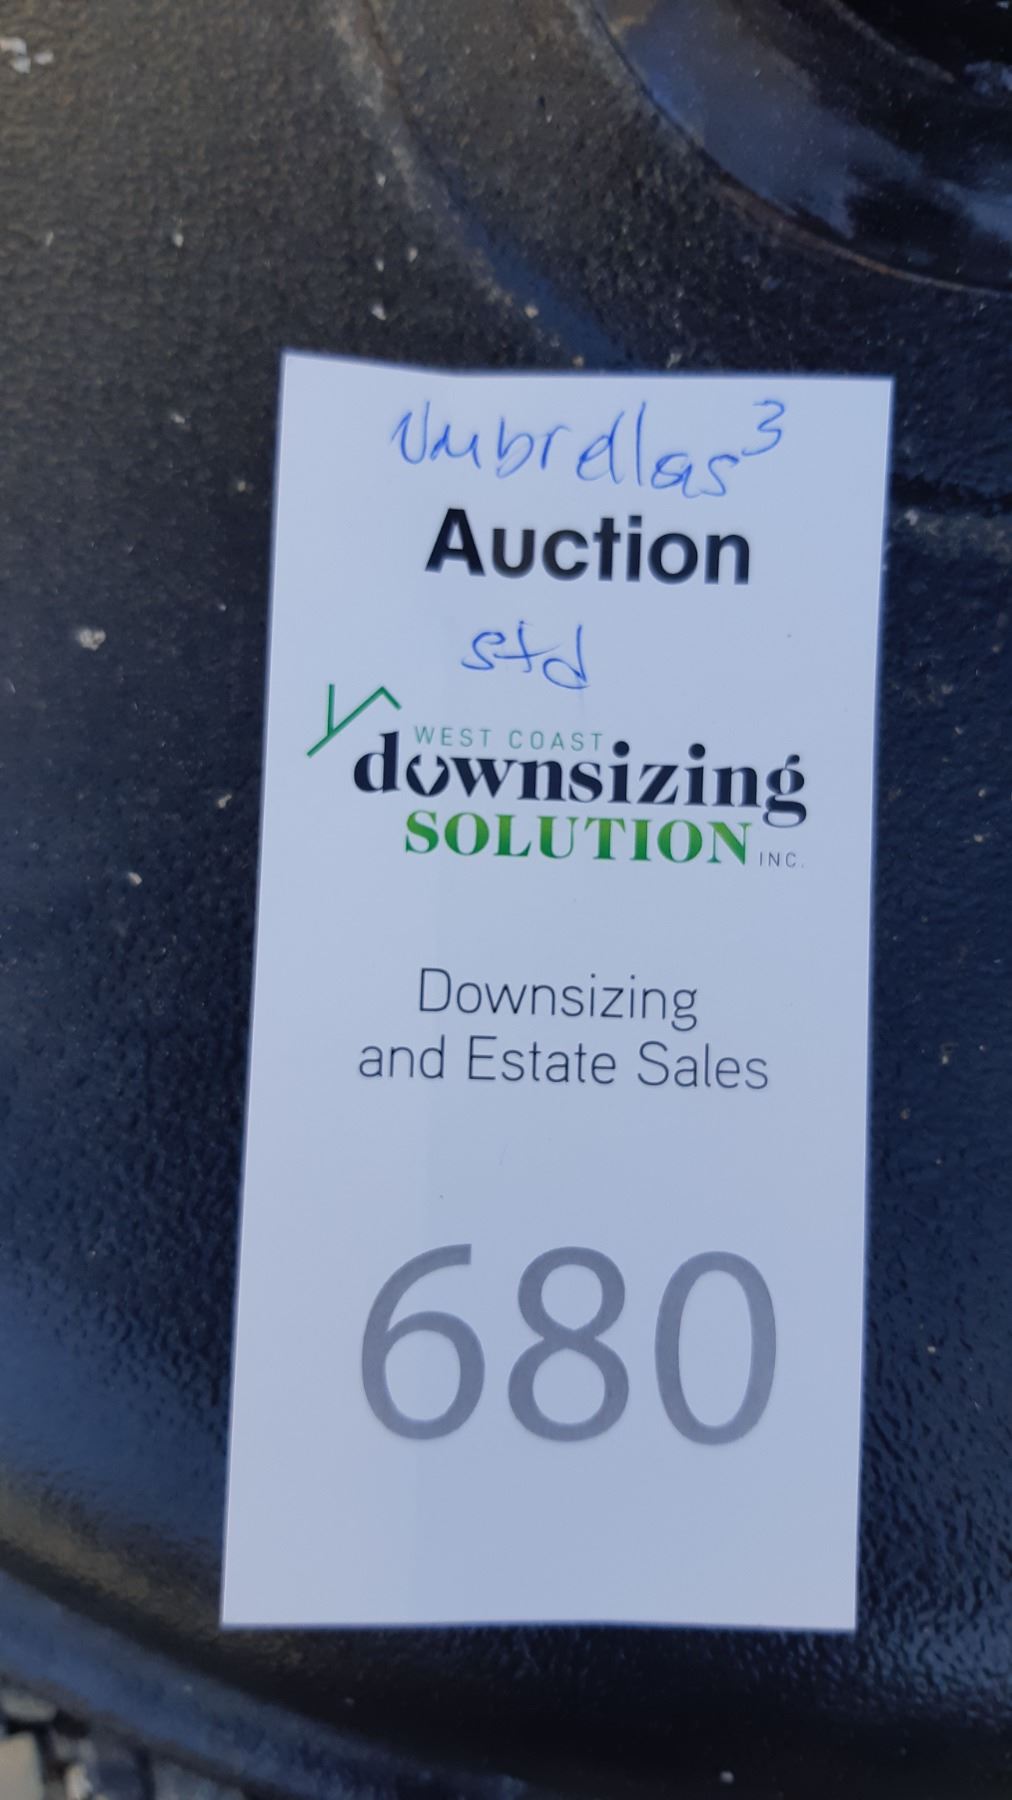 Umbrellas 3
Auction
std
WEST COAST
downsizing
SOLUTION INC.
Downsizing
and Estate Sales
680